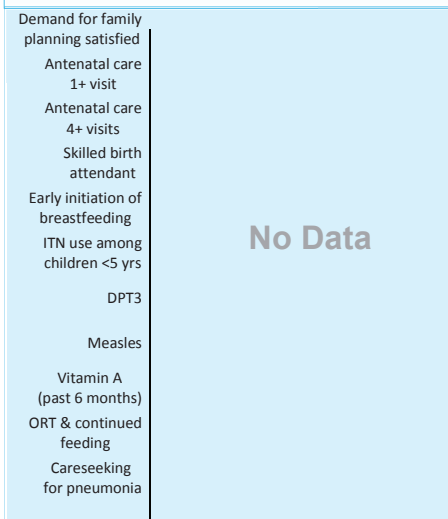 Demand for family
planning satisfied
Antenatal care
1+ visit
Antenatal care
4+ visits
Skilled birth
attendant
Early initiation of
breastfeeding
ITN use among
children <5 yrs
DPT3
Measles
Vitamin A
(past 6 months)
ORT & continued
feeding
Careseeking
for pneumonia
No Data